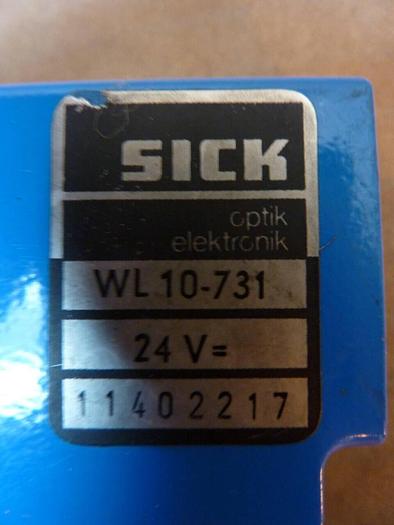 SICK
optik
elektronik
WL 10-731
24 V=
11402217